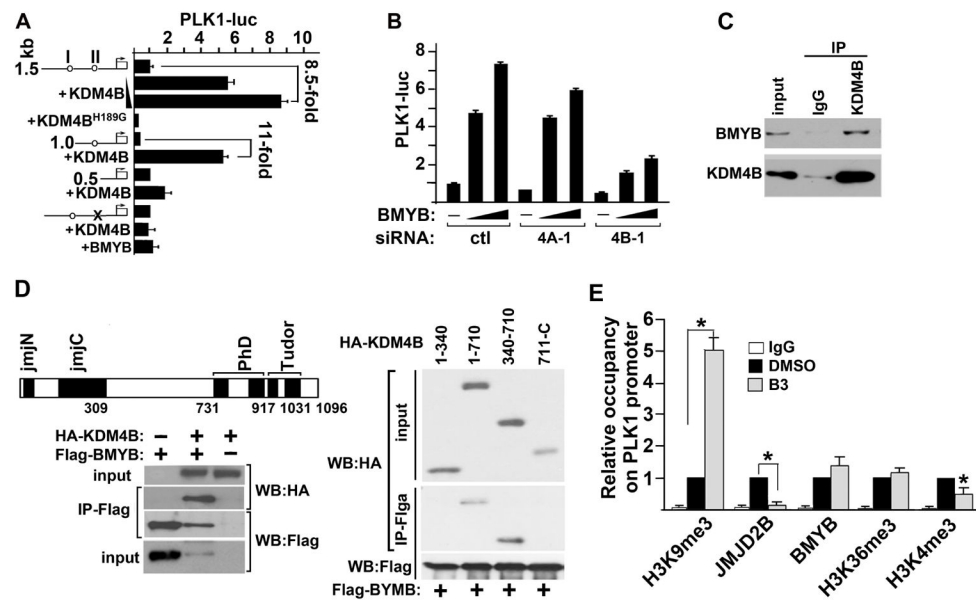 A
PLK1-luc
0 2 4 6 8 10
1.5 kb
I II
+KDM4B
8.5-fold
+KDM4BH189G
1.0
+KDM4B
11-fold
0.5
+KDM4B
X
+KDM4B
+BMYB
B
PLK1-luc
8
6
4
2
BMYB: – – –
siRNA: ctl 4A-1 4B-1
C
IP
input IgG KDM4B
BMYB
KDM4B
D
jmjN jmjC PhD Tudor
309 731 917 1031 1096
HA-KDM4B: – + +
Flag-BMYB: + + –
input
WB:HA
IP-Flag
WB:Flag
input
HA-KDM4B
1-340 1-710 340-710 711-C
input
WB:HA
IP-Flga
WB:Flag
Flag-BYMB: + + + +
E
Relative occupancy
on PLK1 promoter
6
5
4
3
2
1
* * *
IgG
DMSO
B3
H3K9me3 JMJD2B BMYB H3K36me3 H3K4me3